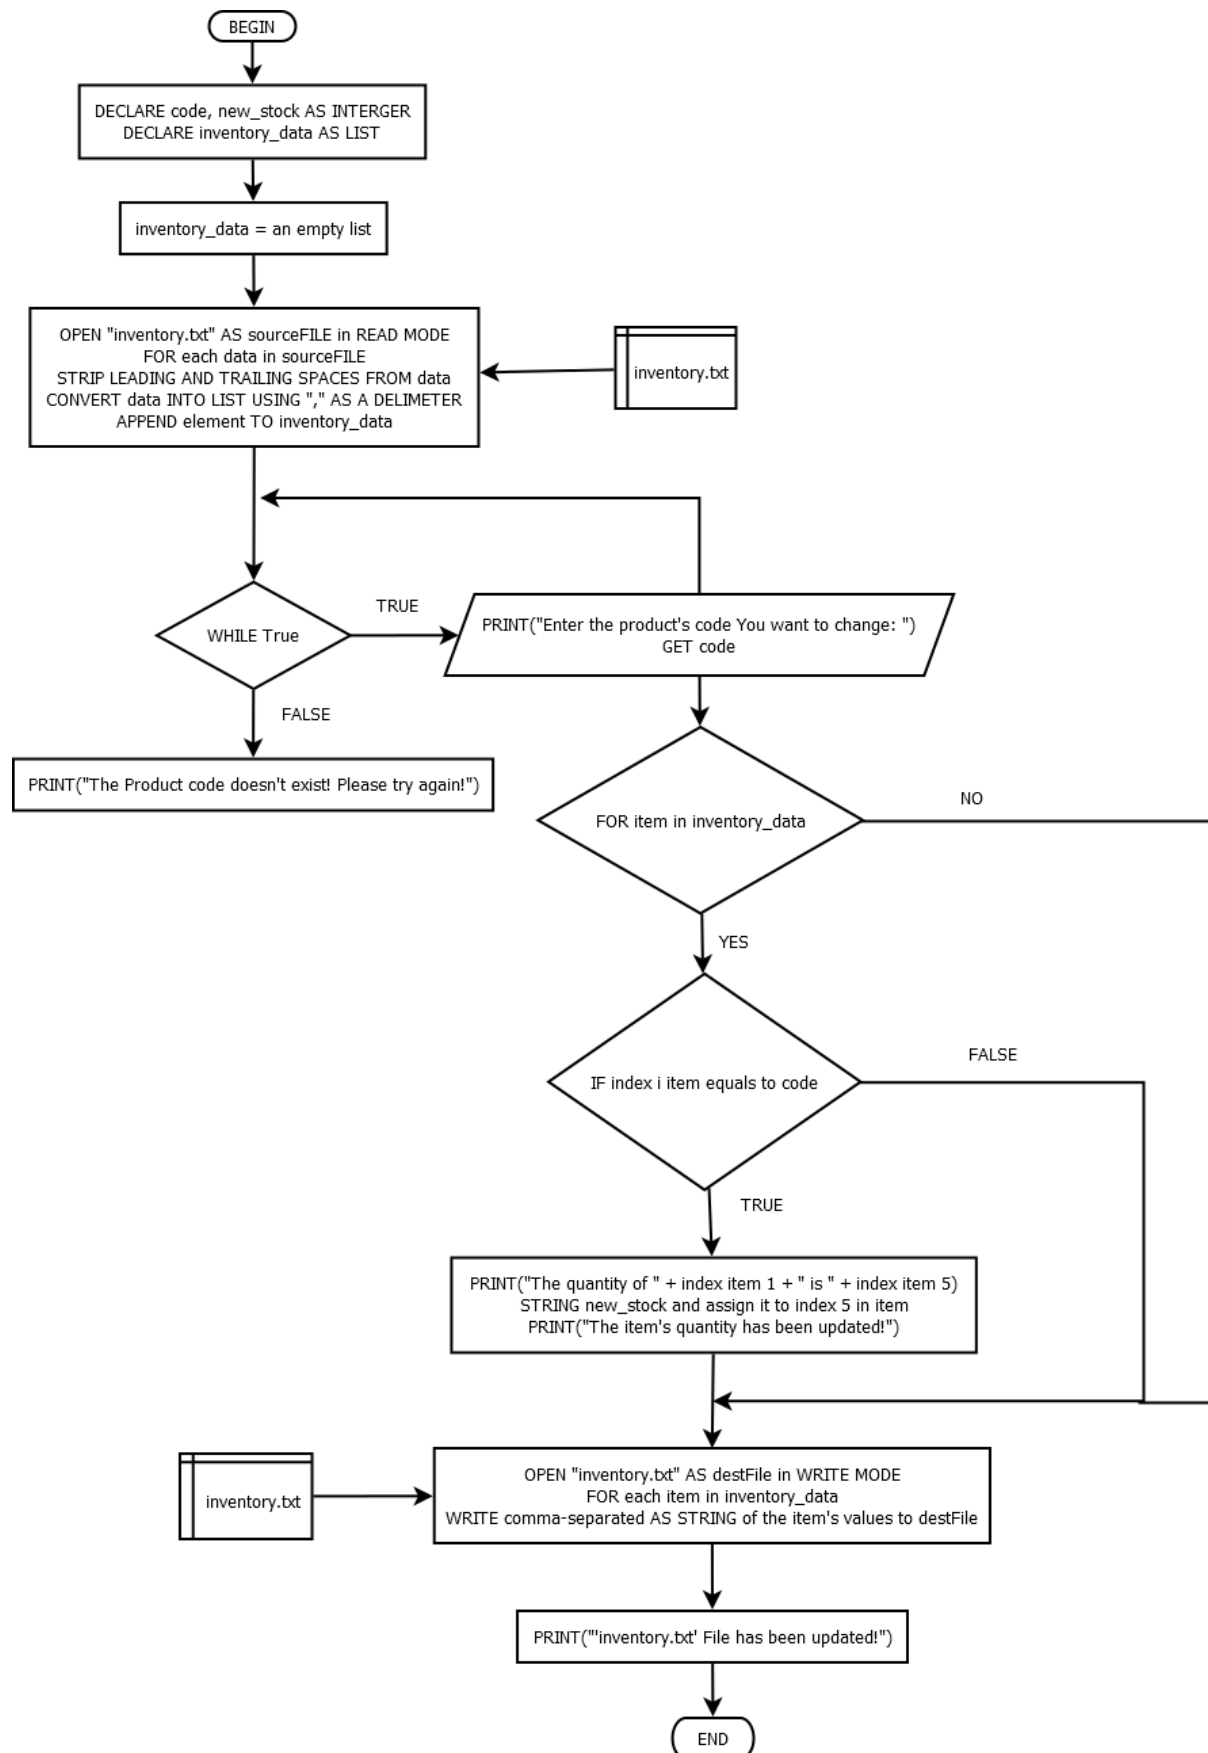 BEGIN
DECLARE code, new_stock AS INTERGER
DECLARE inventory_data AS LIST
inventory_data = an empty list
OPEN "inventory.txt" AS sourceFILE in READ MODE
FOR each data in sourceFILE
STRIP LEADING AND TRAILING SPACES FROM data
CONVERT data INTO LIST USING "," AS A DELIMETER
APPEND element TO inventory_data
inventory.txt
WHILE True
TRUE
PRINT("Enter the product's code You want to change: ")
GET code
FALSE
PRINT("The Product code doesn't exist! Please try again!")
FOR item in inventory_data
NO
YES
IF index i item equals to code
FALSE
TRUE
PRINT("The quantity of " + index item 1 + " is " + index item 5)
STRING new_stock and assign it to index 5 in item
PRINT("The item's quantity has been updated!")
inventory.txt
OPEN "inventory.txt" AS destFile in WRITE MODE
FOR each item in inventory_data
WRITE comma-separated AS STRING of the item's values to destFile
PRINT("'inventory.txt' File has been updated!")
END